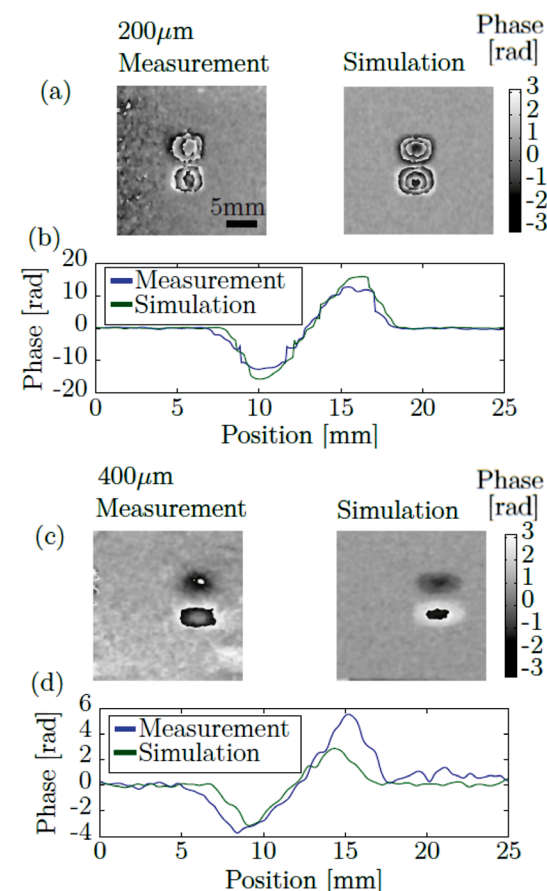 200μm
Measurement
Simulation
Phase
[rad]
(a)
3
2
1
0
-1
-2
-3
5mm
(b)
20
10
0
-10
-20
Phase [rad]
Measurement
Simulation
0
5
10
15
20
25
Position [mm]
400μm
Measurement
Simulation
Phase
[rad]
(c)
3
2
1
0
-1
-2
-3
(d)
6
4
2
0
-2
-4
Phase [rad]
Measurement
Simulation
0
5
10
15
20
25
Position [mm]